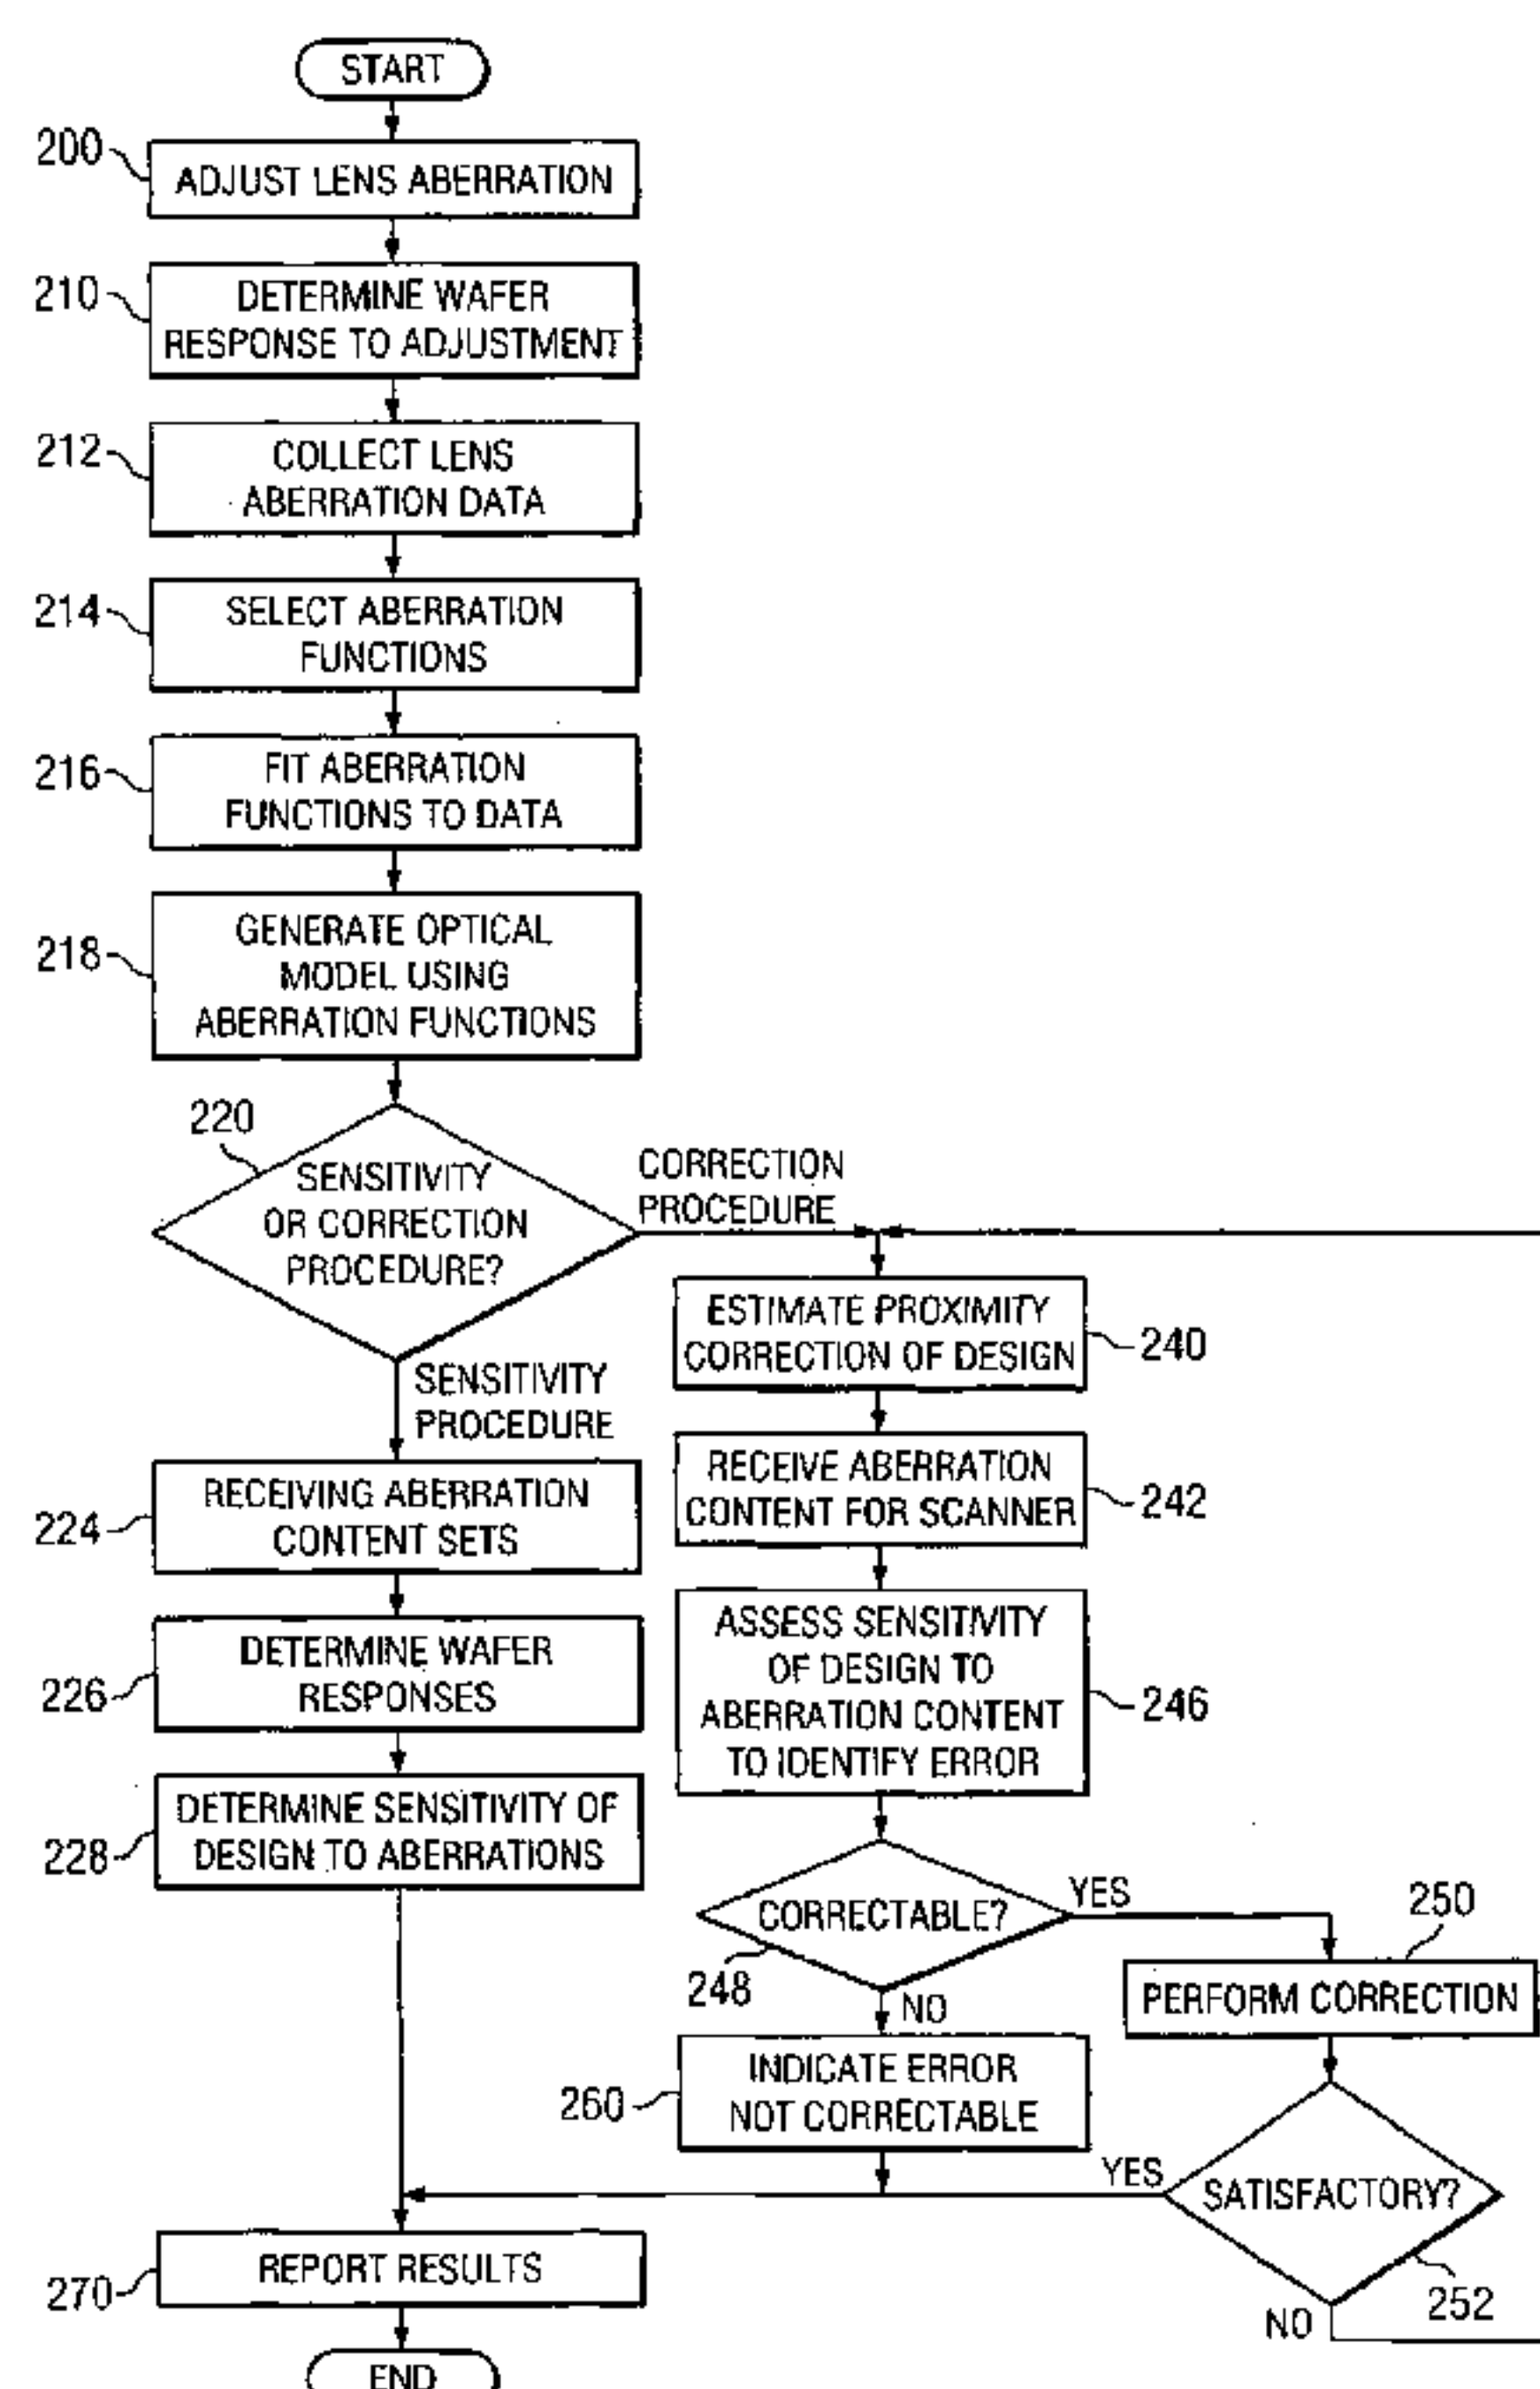 START
200
ADJUST LENS ABERRATION
210
DETERMINE WAFER
RESPONSE TO ADJUSTMENT
212
COLLECT LENS
ABERRATION DATA
214
SELECT ABERRATION
FUNCTIONS
216
FIT ABERRATION
FUNCTIONS TO DATA
218
GENERATE OPTICAL
MODEL USING
ABERRATION FUNCTIONS
220
SENSITIVITY
OR CORRECTION
PROCEDURE?
CORRECTION
PROCEDURE
SENSITIVITY
PROCEDURE
224
RECEIVING ABERRATION
CONTENT SETS
226
DETERMINE WAFER
RESPONSES
228
DETERMINE SENSITIVITY OF
DESIGN TO ABERRATIONS
ESTIMATE PROXIMITY
CORRECTION OF DESIGN
240
RECEIVE ABERRATION
CONTENT FOR SCANNER
242
ASSESS SENSITIVITY
OF DESIGN TO
ABERRATION CONTENT
TO IDENTIFY ERROR
246
CORRECTABLE?
248
YES
NO
250
PERFORM CORRECTION
260
INDICATE ERROR
NOT CORRECTABLE
YES
SATISFACTORY?
252
NO
270
REPORT RESULTS
END